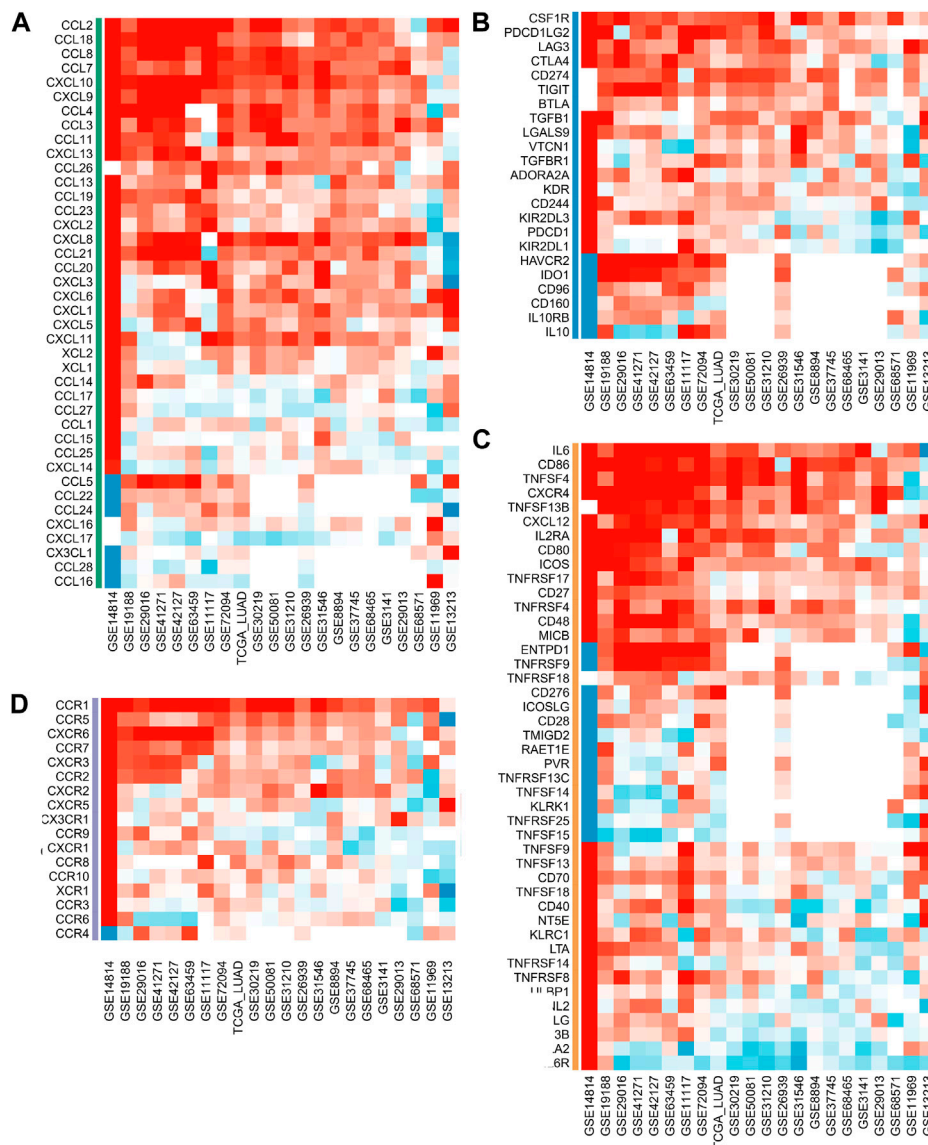 A
CCL2
CCL18
CCL8
CCL7
CXCL10
CXCL9
CCL4
CCL3
CCL11
CXCL13
CCL26
CCL13
CCL19
CCL23
CXCL2
CXCL8
CCL21
CCL20
CXCL3
CXCL6
CXCL1
CXCL5
CXCL11
XCL2
XCL1
CCL14
CCL17
CCL27
CCL1
CCL15
CCL25
CXCL14
CCL5
CCL22
CCL24
CXCL16
CXCL17
CX3CL1
CCL28
CCL16
GSE14814
GSE19188
GSE29016
GSE41271
GSE42127
GSE63459
GSE11117
GSE72094
TCGA_LUAD
GSE30219
GSE50081
GSE31210
GSE26939
GSE31546
GSE8894
GSE37745
GSE68465
GSE3141
GSE29013
GSE68571
GSE11969
GSE13213
B
CSF1R
PDCD1LG2
LAG3
CTLA4
CD274
TIGIT
BTLA
TGFB1
LGALS9
VTCN1
TGFBR1
ADORA2A
KDR
CD244
KIR2DL3
PDCD1
KIR2DL1
HAVCR2
IDO1
CD96
CD160
IL10RB
IL10
GSE14814
GSE19188
GSE29016
GSE41271
GSE42127
GSE63459
GSE11117
GSE72094
TCGA_LUAD
GSE30219
GSE50081
GSE31210
GSE26939
GSE31546
GSE8894
GSE37745
GSE68465
GSE3141
GSE29013
GSE68571
GSE11969
GSE13213
C
IL6
CD86
TNFSF4
CXCR4
TNFSF13B
CXCL12
IL2RA
CD80
ICOS
TNFRSF17
CD27
TNFRSF4
CD48
MICB
ENTPD1
TNFRSF9
TNFRSF18
CD276
ICOSLG
CD28
TMIGD2
RAET1E
PVR
TNFRSF13C
TNFSF14
KLRK1
TNFRSF25
TNFSF15
TNFSF9
TNFSF13
CD70
TNFSF18
CD40
NT5E
KLRC1
LTA
TNFRSF14
TNFRSF8
IL2
LG
3B
A2
6R
GSE14814
GSE19188
GSE29016
GSE41271
GSE42127
GSE63459
GSE11117
GSE72094
TCGA_LUAD
GSE30219
GSE50081
GSE31210
GSE26939
GSE31546
GSE8894
GSE37745
GSE68465
GSE3141
GSE29013
GSE68571
GSE11969
GSE13213
D
CCR1
CCR5
CXCR6
CCR7
CXCR3
CCR2
CXCR2
CXCR5
CX3CR1
CCR9
CXCR1
CCR8
CCR10
XCR1
CCR3
CCR6
CCR4
GSE14814
GSE19188
GSE29016
GSE41271
GSE42127
GSE63459
GSE11117
GSE72094
TCGA_LUAD
GSE30219
GSE50081
GSE31210
GSE26939
GSE31546
GSE8894
GSE37745
GSE68465
GSE3141
GSE29013
GSE68571
GSE11969
GSE13213